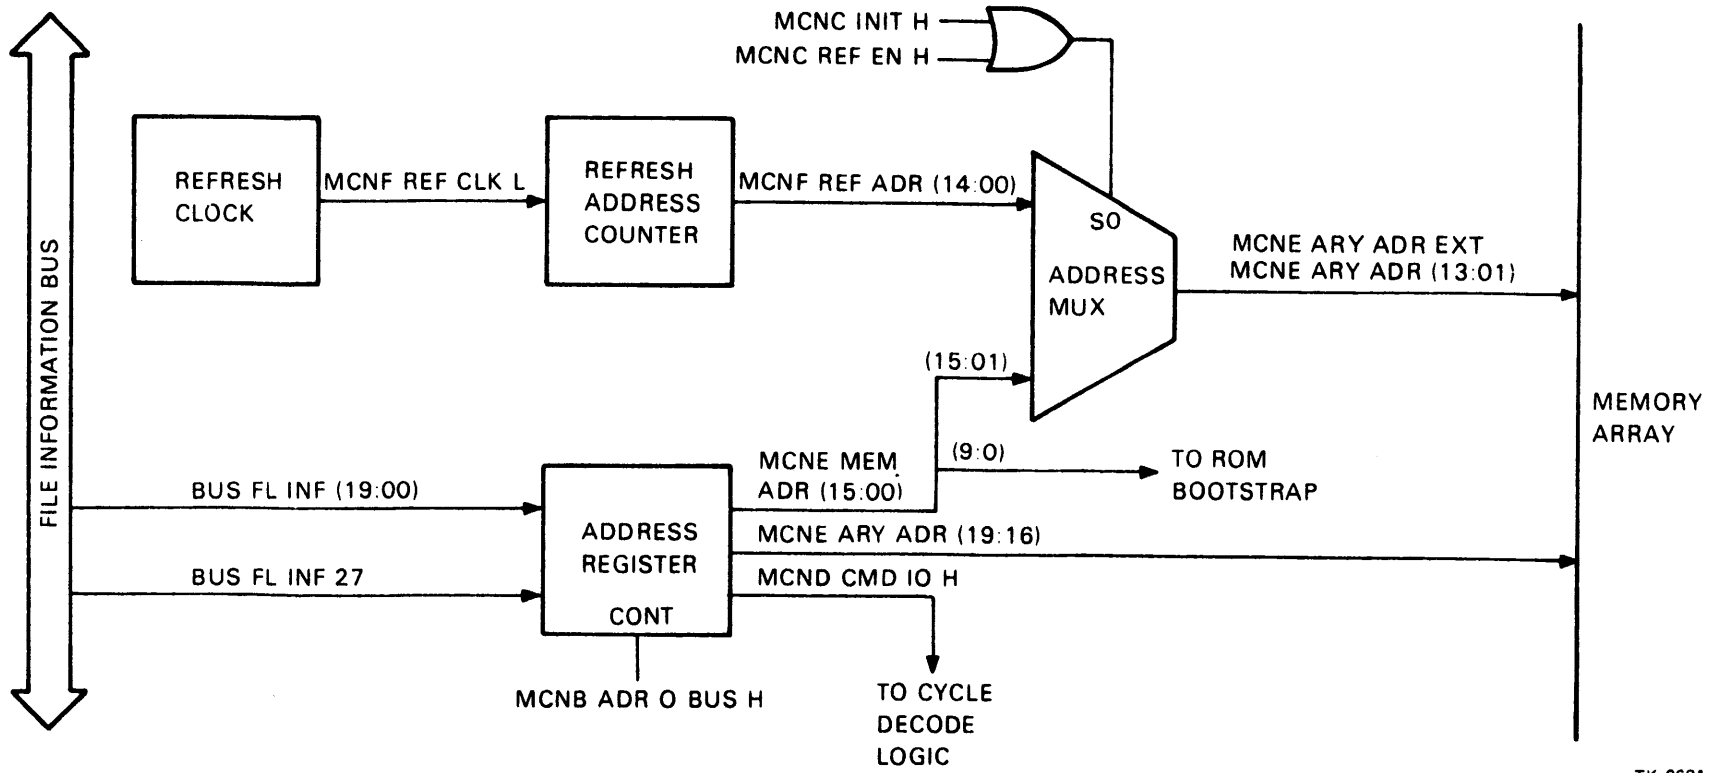 MCNC INIT H
MCNC REF EN H
FILE INFORMATION BUS
REFRESH
CLOCK
MCNF REF CLK L
REFRESH
ADDRESS
COUNTER
MCNF REF ADR (14:00)
S0
ADDRESS
MUX
MCNE ARY ADR EXT
MCNE ARY ADR (13:01)
(15:01)
MEMORY
ARRAY
BUS FL INF (19:00)
MCNE MEM
ADR (15:00)
(9:0)
TO ROM
BOOTSTRAP
ADDRESS
REGISTER
CONT
MCNE ARY ADR (19:16)
BUS FL INF 27
MCND CMD IO H
MCNB ADR O BUS H
TO CYCLE
DECODE
LOGIC